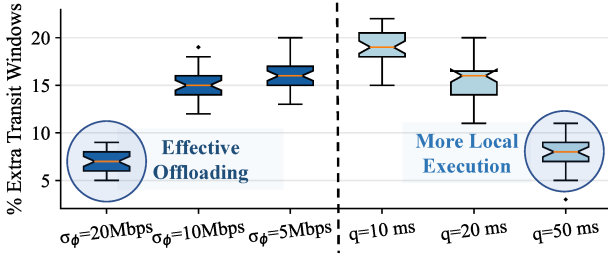 % Extra Transit Windows
20
15
10
5
Effective
Offloading
More Local
Execution
σϕ=20Mbps
σϕ=10Mbps
σϕ=5Mbps
q=10 ms
q=20 ms
q=50 ms